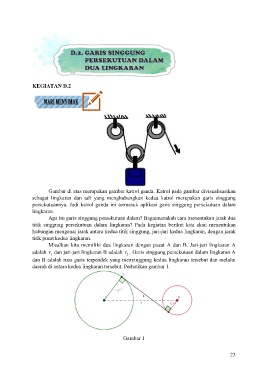 D.2. GARIS SINGGUNG
PERSEKUTUAN DALAM
DUA LINGKARAN
KEGIATAN D.2
MARI MENYIMAK
Gambar di atas merupakan gambar katrol ganda. Katrol pada gambar divisualisasikan
sebagai lingkaran dan tali yang menghubungkan kedua katrol merupakan garis singgung
persekutuannya. Jadi katrol ganda ini termasuk aplikasi garis singgung persekutuan dalam
lingkaran.
Apa itu garis singgung persekutuan dalam? Bagaimanakah cara menentukan jarak dua
titik singgung persekutuan dalam lingkaran? Pada kegiatan berikut kita akan menentukan
hubungan mengenai jarak antara kedua titik singgung, jari-jari kedua lingkaran, dengan jarak
titik pusat kedua lingkaran.
Misalkan kita memiliki dua lingkaran dengan pusat A dan B. Jari-jari lingkaran A
adalah r₁ dan jari-jari lingkaran B adalah r₂. Garis singgung persekutuan dalam lingkaran A
dan B adalah ruas garis terpendek yang menyinggung kedua lingkaran tersebut dan melalui
daerah di antara kedua lingkaran tersebut. Perhatikan gambar 1.
Gambar 1
23